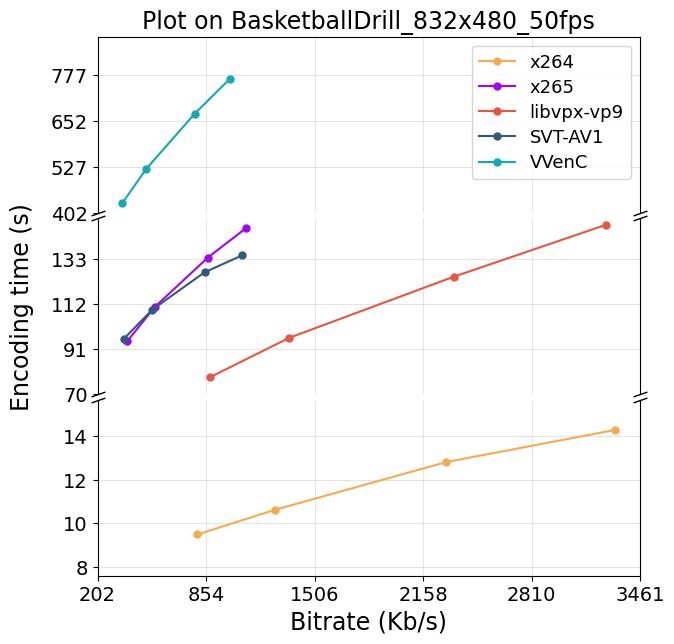 Plot on BasketballDrill_832x480_50fps
x264
x265
libvpx-vp9
SVT-AV1
VVenC
777
652
527
402
133
112
91
70
14
12
10
8
Encoding time (s)
202 854 1506 2158 2810 3461
Bitrate (Kb/s)